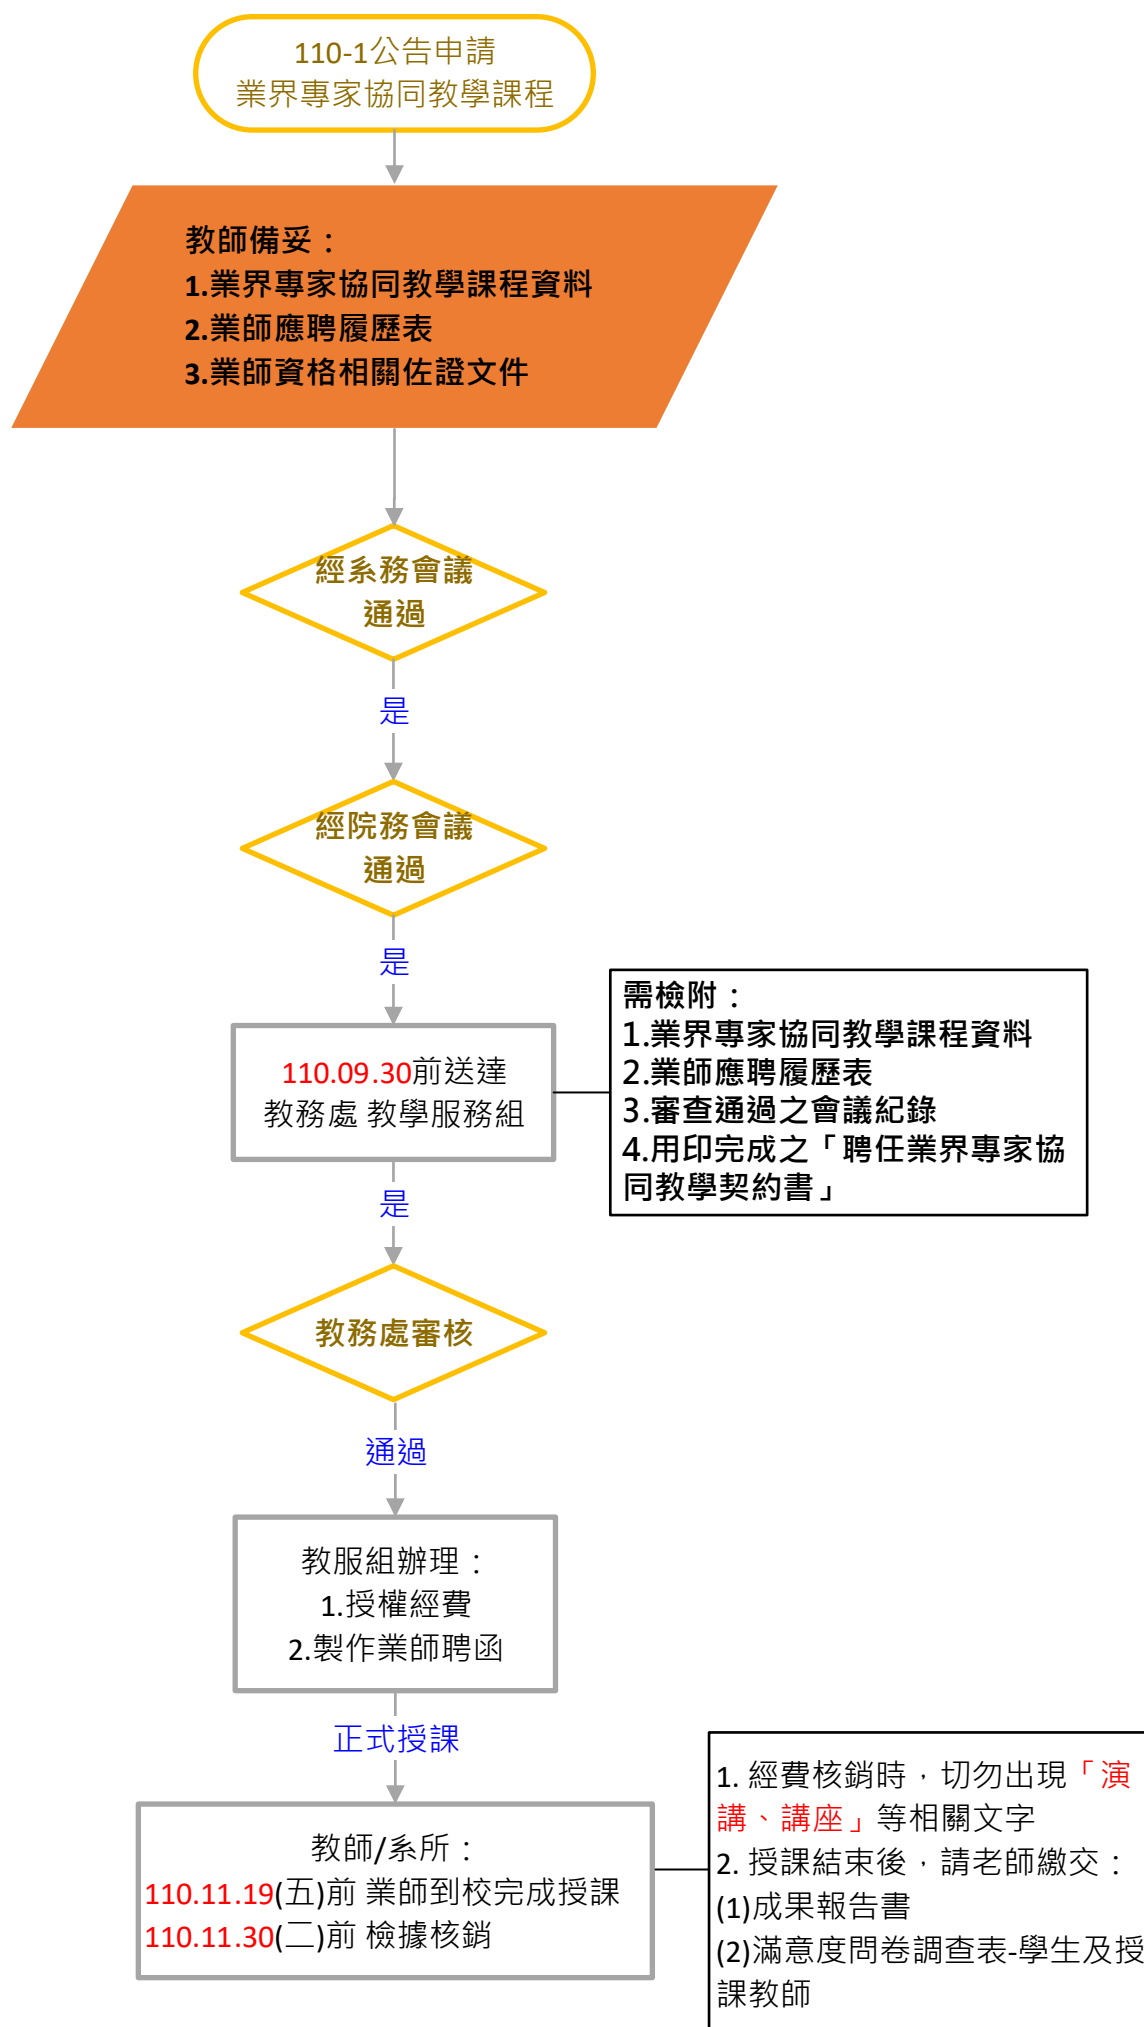 110-1公告申請
業界專家協同教學課程
教師備妥：
1.業界專家協同教學課程資料
2.業師應聘履歷表
3.業師資格相關佐證文件
經系務會議
通過
是
經院務會議
通過
是
110.09.30前送達
教務處 教學服務組
需檢附：
1.業界專家協同教學課程資料
2.業師應聘履歷表
3.審查通過之會議紀錄
4.用印完成之「聘任業界專家協
同教學契約書」
是
教務處審核
通過
教服組辦理：
1.授權經費
2.製作業師聘函
正式授課
教師/系所：
110.11.19(五)前 業師到校完成授課
110.11.30(二)前 檢據核銷
1. 經費核銷時，切勿出現「演
講、講座」等相關文字
2. 授課結束後，請老師繳交：
(1)成果報告書
(2)滿意度問卷調查表-學生及授
課教師